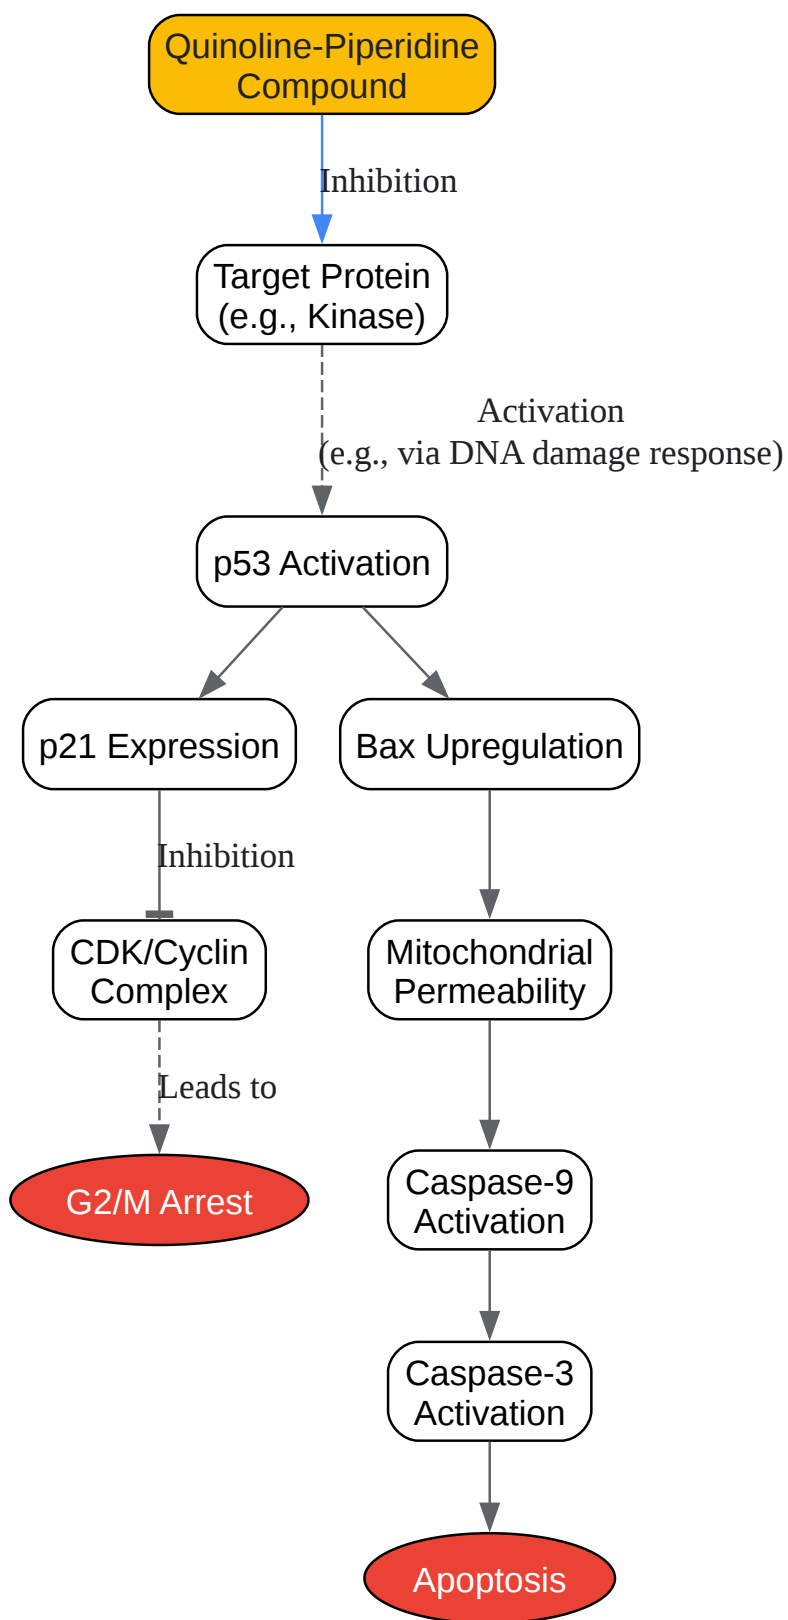 Quinoline-Piperidine
Compound
Inhibition
Target Protein
(e.g., Kinase)
Activation
(e.g., via DNA damage response)
p53 Activation
p21 Expression
Bax Upregulation
Inhibition
CDK/Cyclin
Complex
Mitochondrial
Permeability
Leads to
G2/M Arrest
Caspase-9
Activation
Caspase-3
Activation
Apoptosis